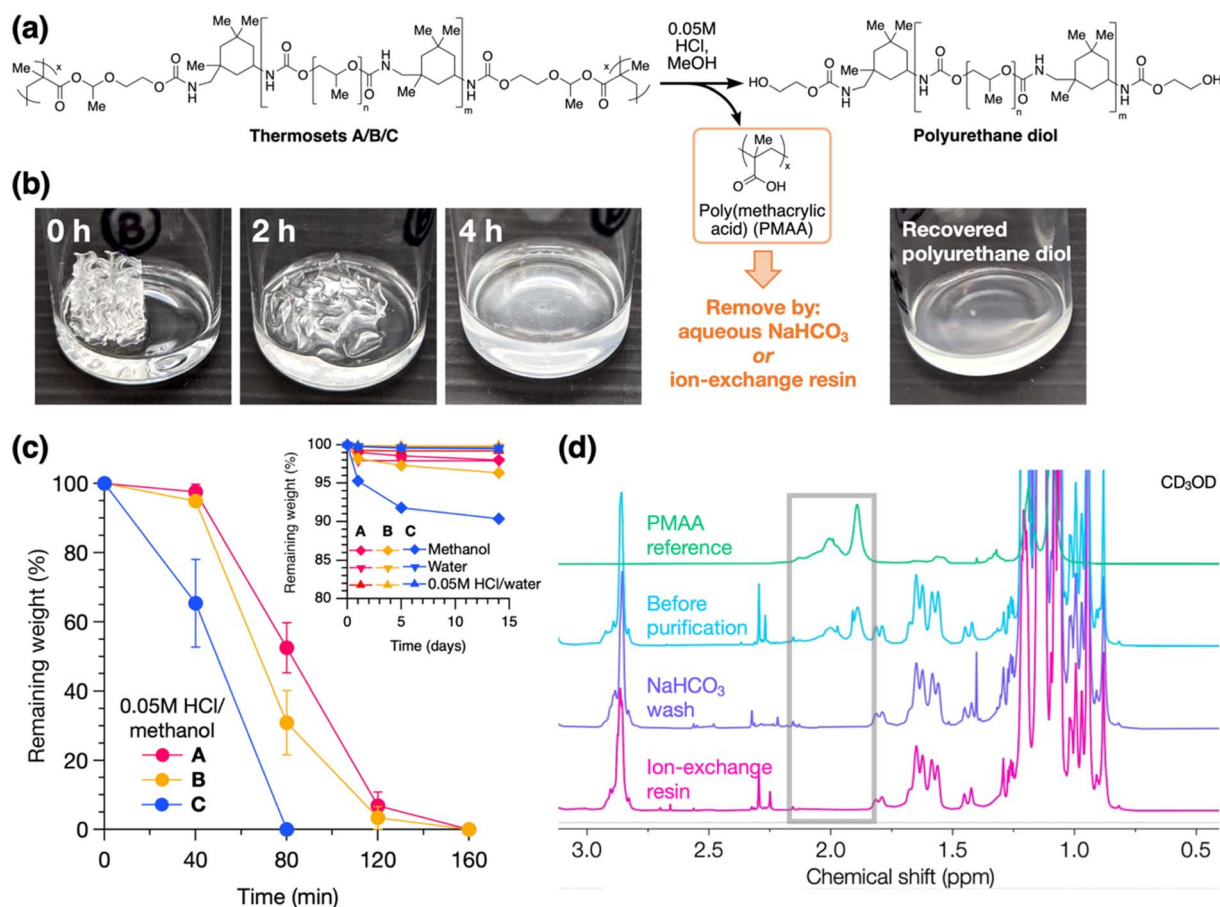 (a)
Me
x
O
O
Me
O
O
O
N
H
Me
Me
Me
N
H
O
O
O
Me
n
O
O
H
N
Me
Me
Me
m
N
H
O
O
O
O
Me
O
O
x
Me
Thermosets A/B/C
0.05M
HCl,
MeOH
HO
O
O
N
H
Me
Me
Me
N
H
O
O
O
Me
n
O
O
H
N
Me
Me
Me
m
N
H
O
O
OH
Polyurethane diol
Me
x
O
OH
Poly(methacrylic
acid) (PMAA)
Remove by:
aqueous NaHCO3
or
ion-exchange resin
(b)
0 h
B
2 h
4 h
Recovered
polyurethane diol
(c)
Remaining weight (%)
100
80
60
40
20
0
0
40
80
120
160
Time (min)
0.05M HCl/
methanol
A
B
C
Remaining weight (%)
100
95
90
85
80
0
5
10
15
Time (days)
A B C
Methanol
Water
0.05M HCl/water
(d)
CD3OD
PMAA
reference
Before
purification
NaHCO3
wash
Ion-exchange
resin
3.0
2.5
2.0
1.5
1.0
0.5
Chemical shift (ppm)